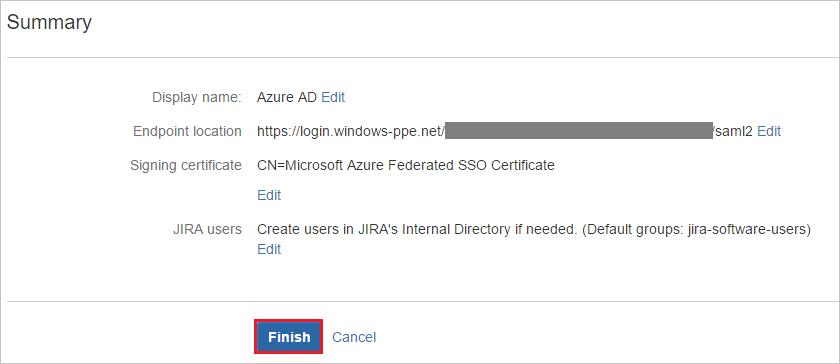 Summary
Display name: Azure AD Edit
Endpoint location https://login.windows-ppe.net/ /saml2 Edit
Signing certificate CN=Microsoft Azure Federated SSO Certificate
Edit
JIRA users Create users in JIRA's Internal Directory if needed. (Default groups: jira-software-users)
Edit
Finish Cancel